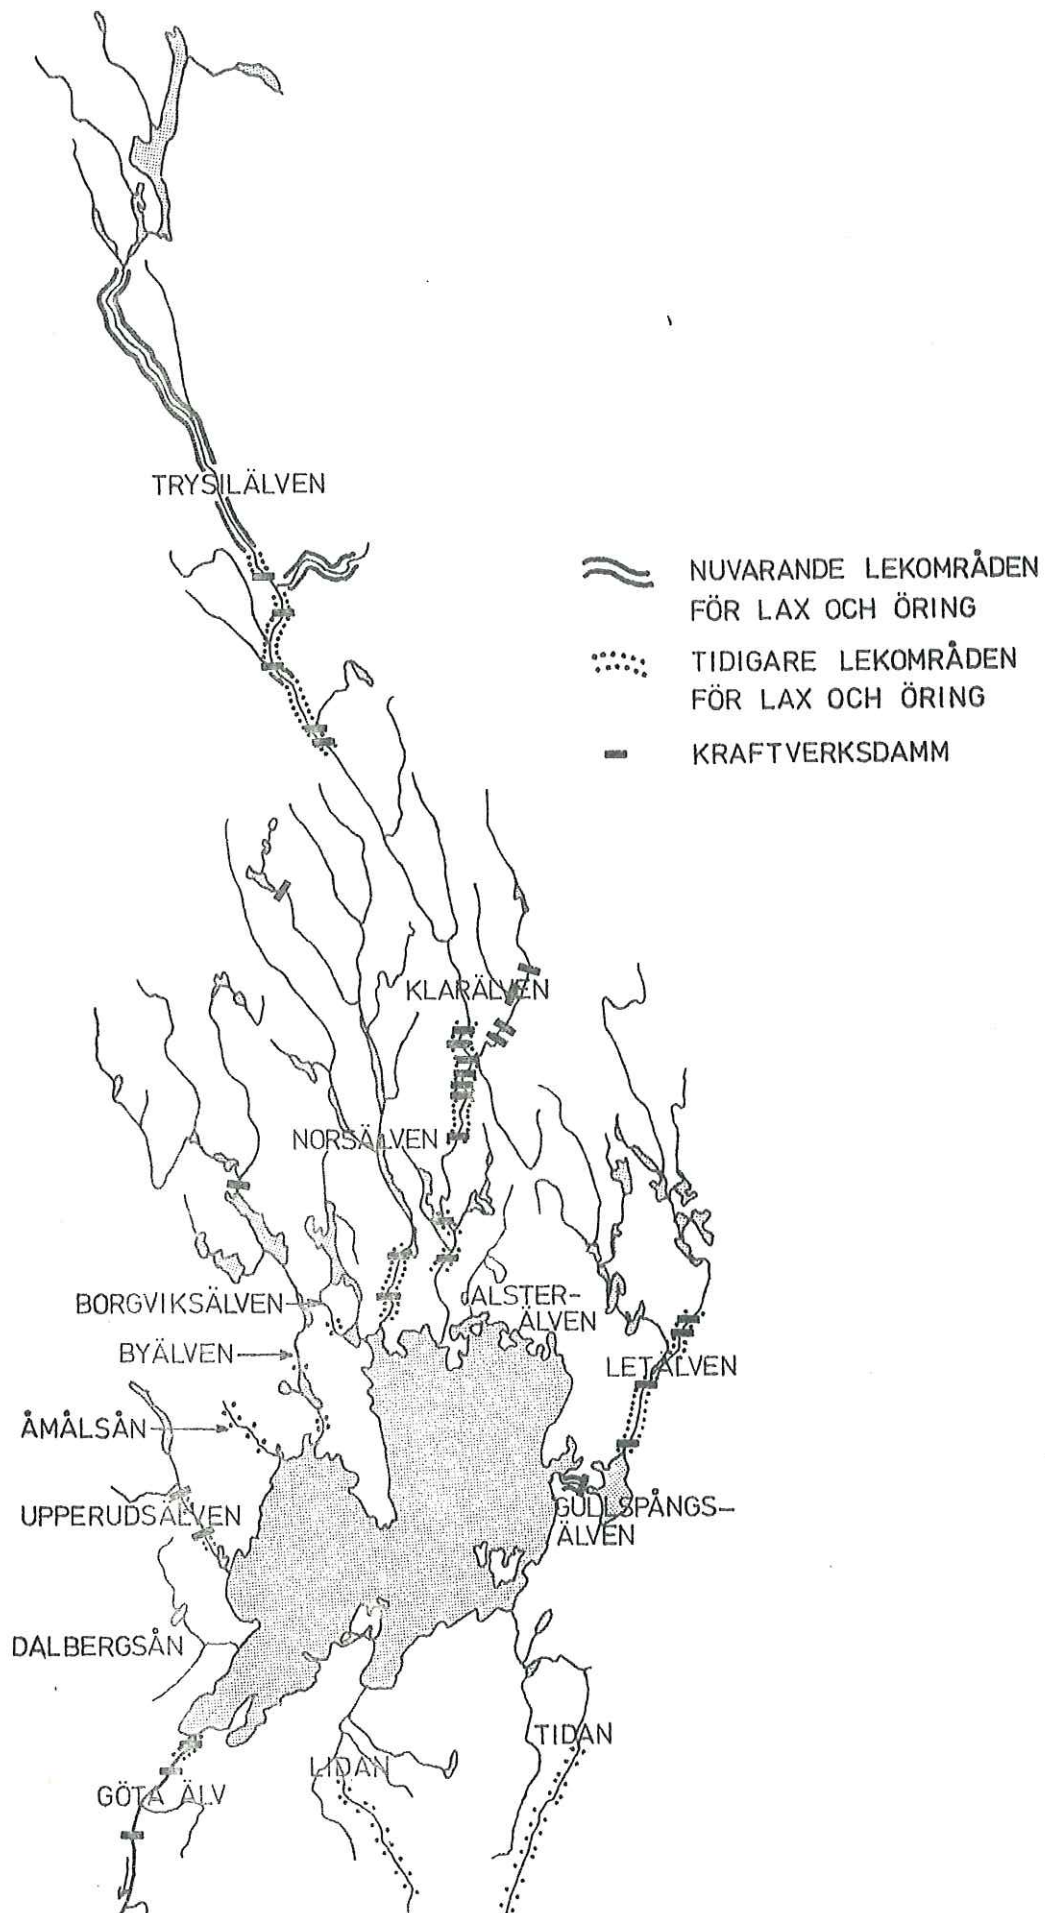 TRYSILÄLVEN
NUVARANDE LEKOMRÅDEN
FÖR LAX OCH ÖRING
TIDIGARE LEKOMRÅDEN
FÖR LAX OCH ÖRING
KRAFTVERKSDAMM
KLARÄLVEN
NORSÄLVEN
BORGVIKSÄLVEN
ALSTER-
ÄLVEN
BYÄLVEN
LETÄLVEN
ÅMÅLSÅN
UPPERUDSÄLVEN
GULLSPÅNGS-
ÄLVEN
DALBERGSÅN
TIDAN
LIDAN
GÖTA ÄLV